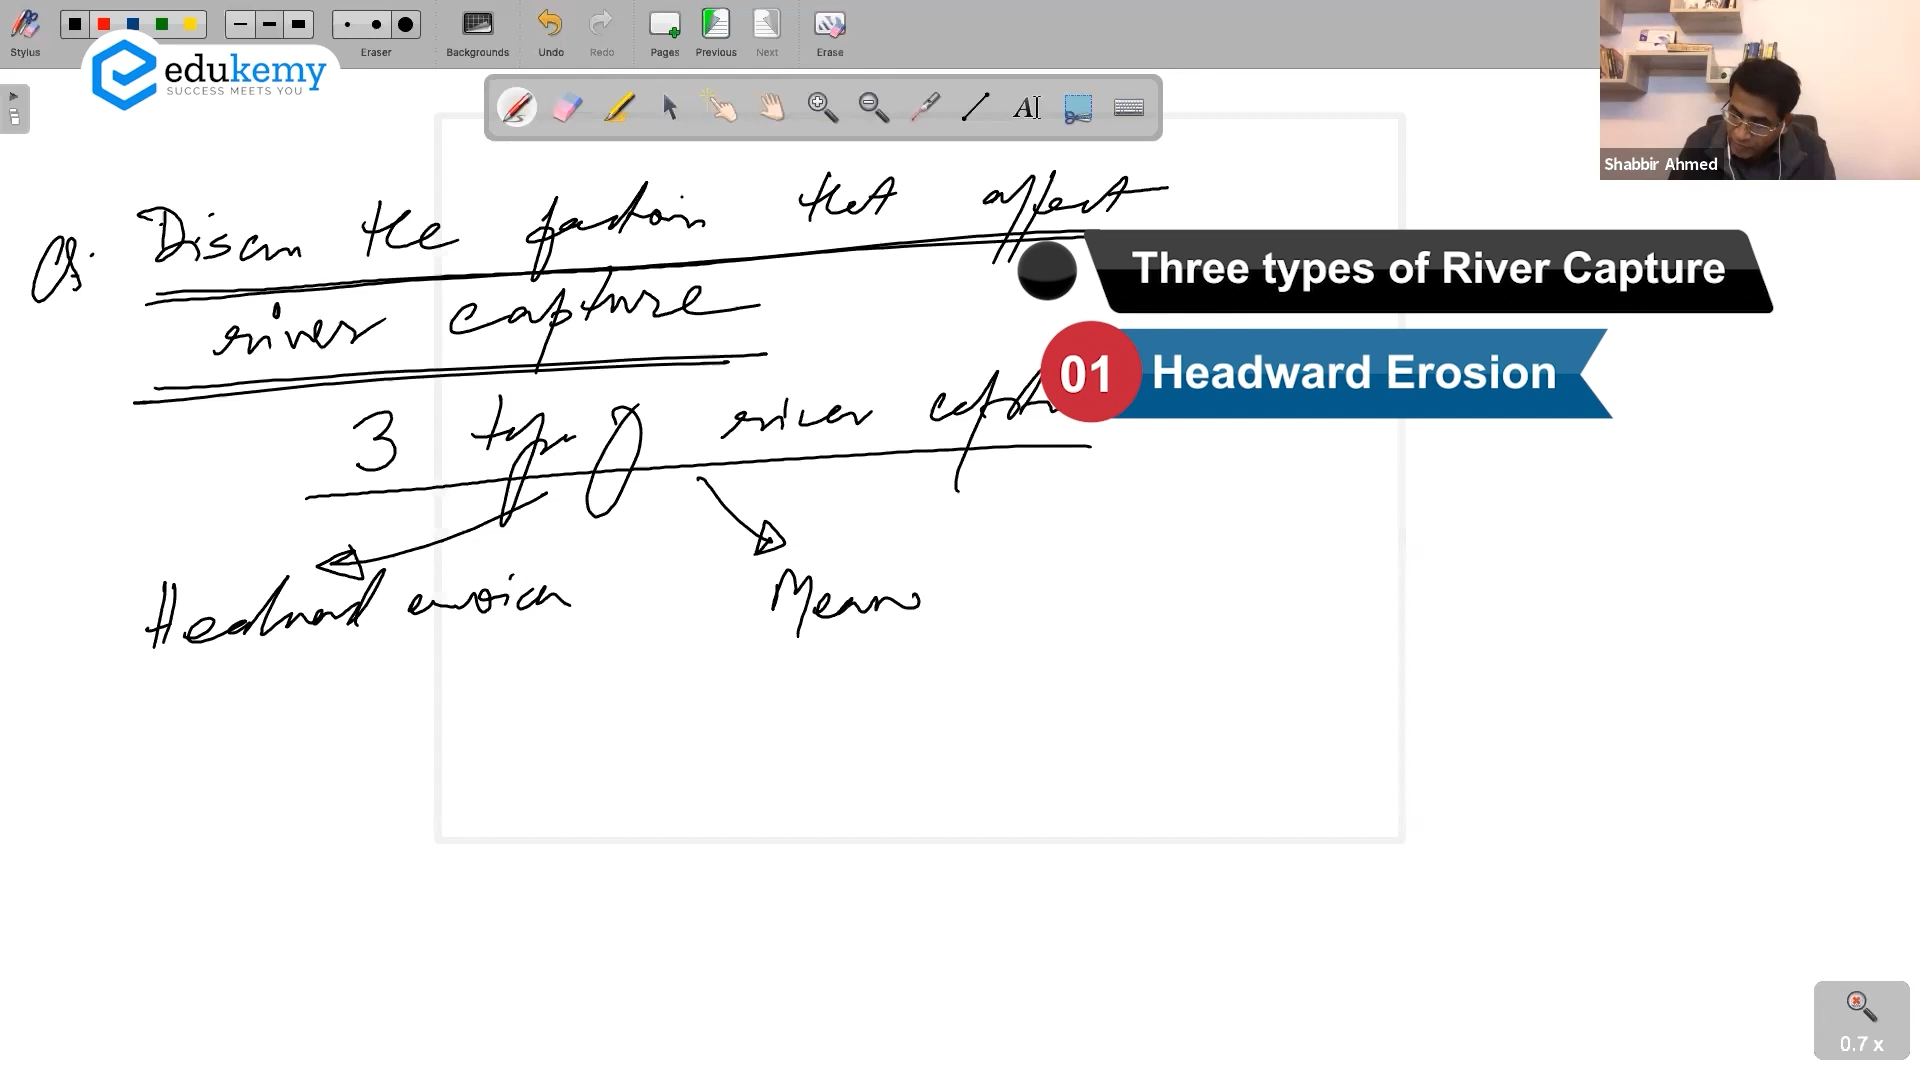 Stylus
Eraser
Backgrounds
Undo
Redo
Pages
Previous
Next
Erase
edukemy
SUCCESS MEETS YOU
Shabbir Ahmed
Q. Discuss the factors that affect
river capture
Three types of River Capture
01 Headward Erosion
3 types of river capture
Headward erosion
Mean
0.7 x